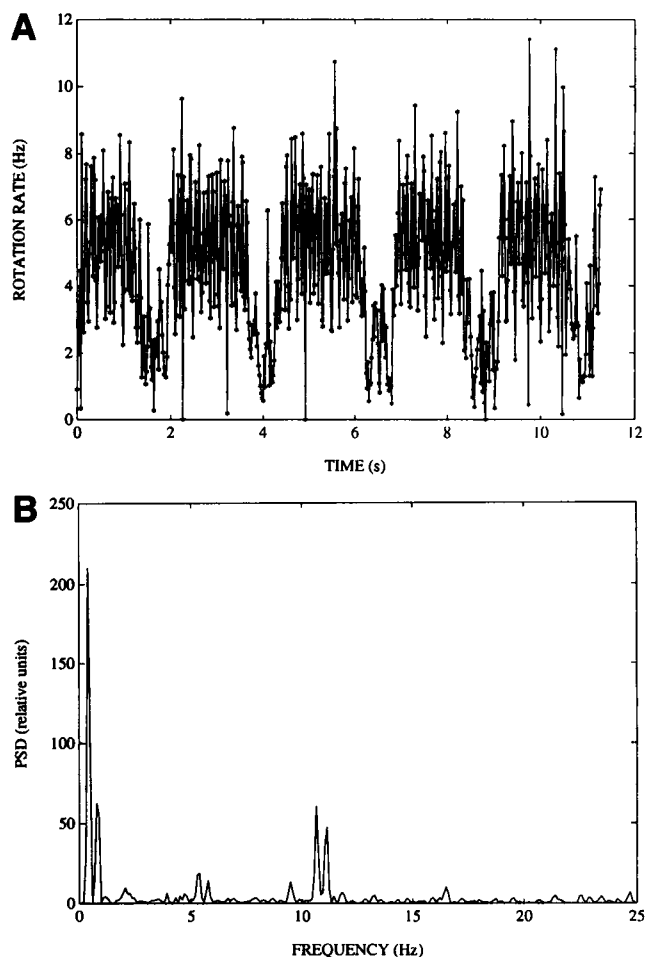 A
12
10
8
6
4
2
0
ROTATION RATE (Hz)
0 2 4 6 8 10 12
TIME (s)
B
250
200
150
100
50
0
PSD (relative units)
0 5 10 15 20 25
FREQUENCY (Hz)